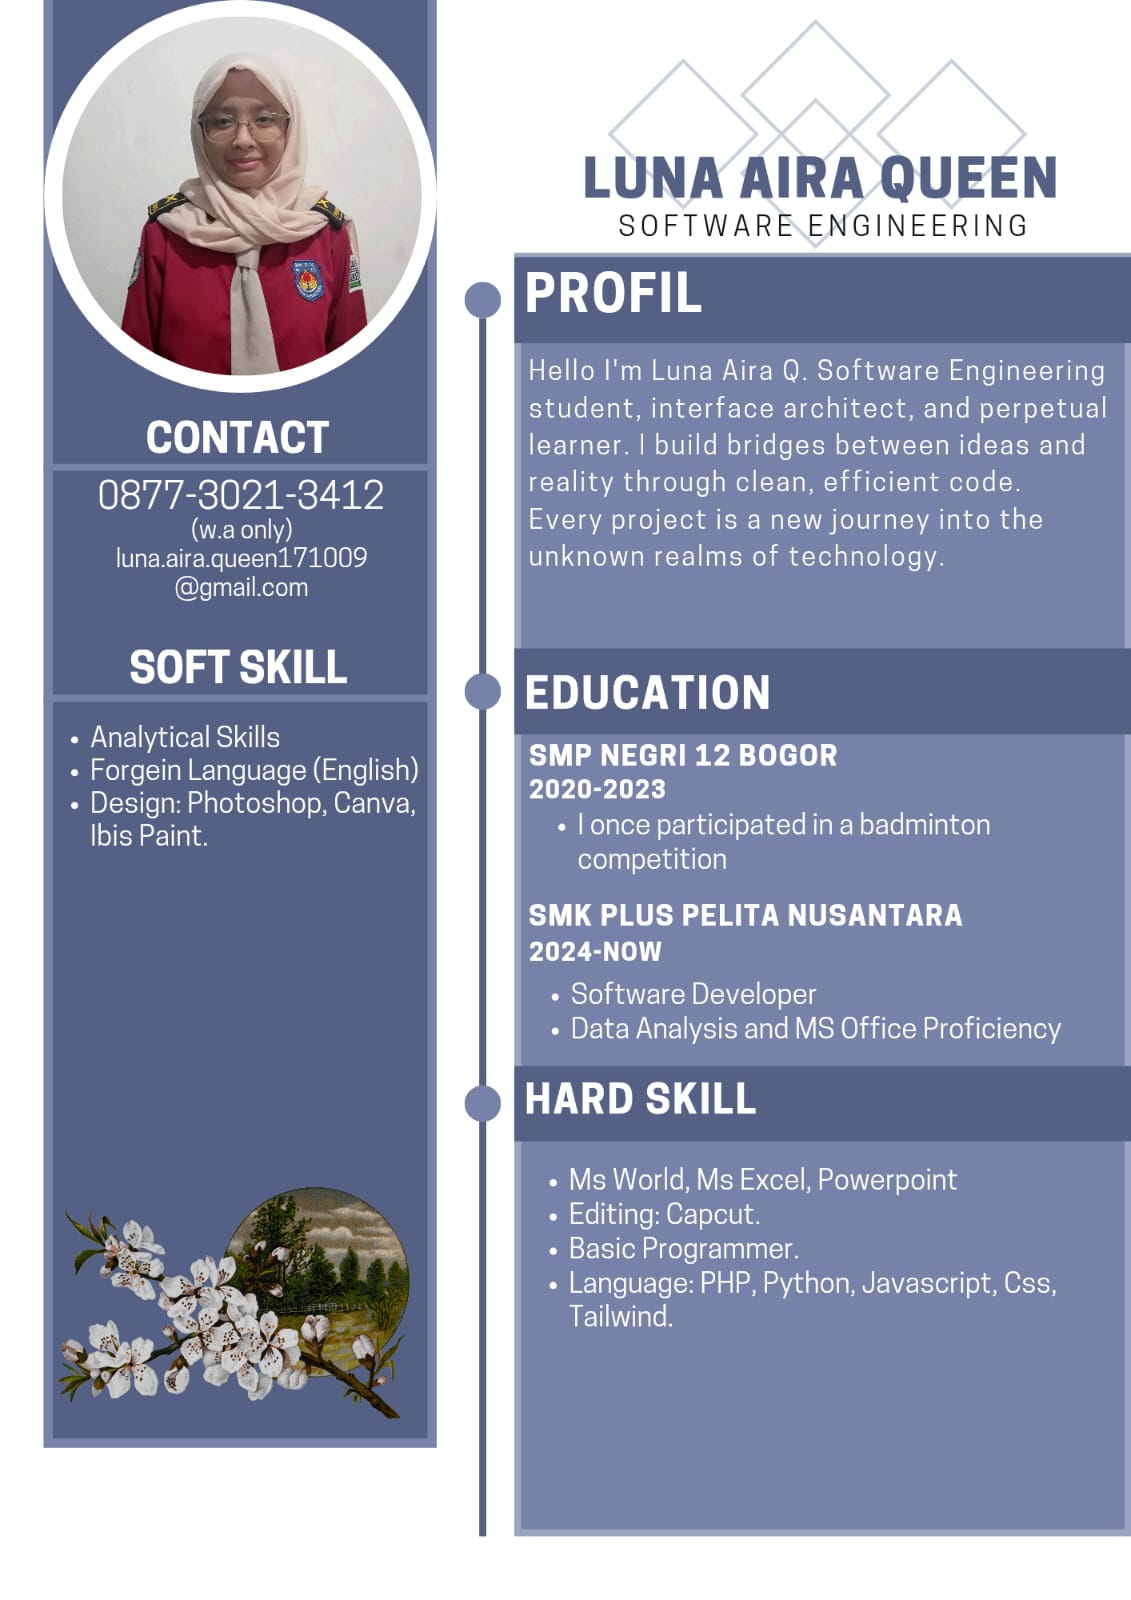 CONTACT
0877-3021-3412
(w.a only)
luna.aira.queen171009
@gmail.com
SOFT SKILL
• Analytical Skills
• Forgein Language (English)
• Design: Photoshop, Canva,
Ibis Paint.
LUNA AIRA QUEEN
SOFTWARE ENGINEERING
PROFIL
Hello I'm Luna Aira Q. Software Engineering
student, interface architect, and perpetual
learner. I build bridges between ideas and
reality through clean, efficient code.
Every project is a new journey into the
unknown realms of technology.
EDUCATION
SMP NEGRI 12 BOGOR
2020-2023
• I once participated in a badminton
competition
SMK PLUS PELITA NUSANTARA
2024-NOW
• Software Developer
• Data Analysis and MS Office Proficiency
HARD SKILL
• Ms World, Ms Excel, Powerpoint
• Editing: Capcut.
• Basic Programmer.
• Language: PHP, Python, Javascript, Css,
Tailwind.